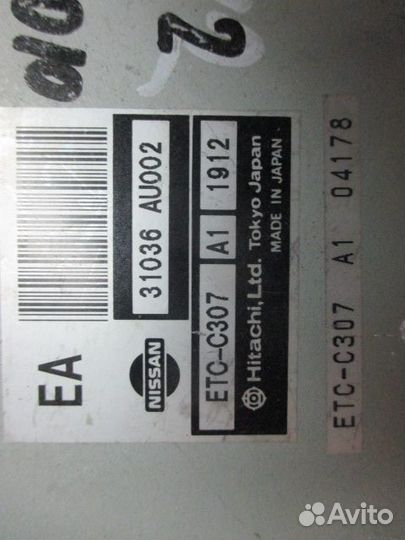 EA
31036 AU002
NISSAN
ETC-C307 A1 1912
Hitachi, Ltd. Tokyo Japan
MADE IN JAPAN
ETC-C307 A1 04178
2
Avito